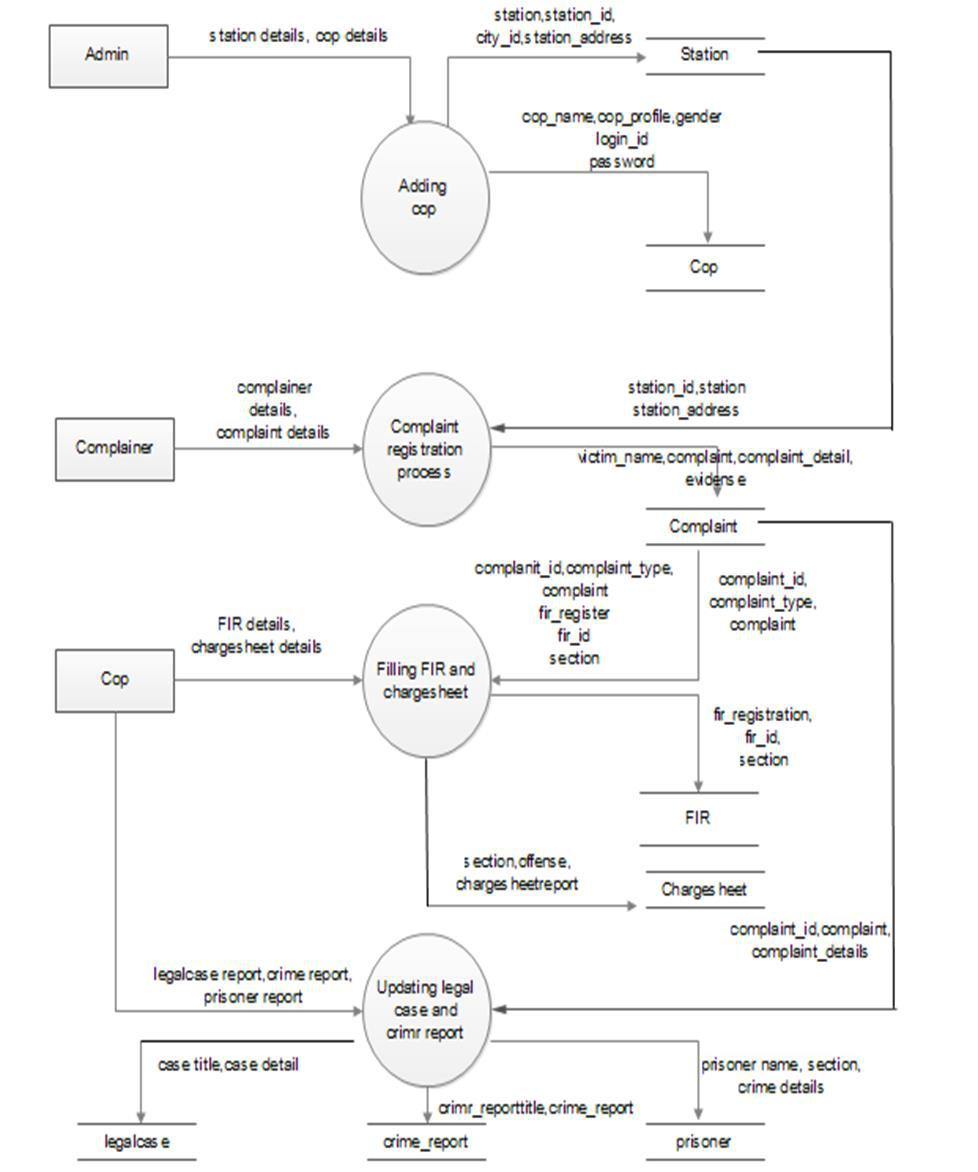 station,station_id,
city_id,station_address
station details, cop details
Admin
Station
cop_name,cop_profile,gender
login_id
password
Adding
cop
Cop
complainer
details,
complaint details
station_id,station
station_address
Complainer
Complaint
registration
process
victim_name,complaint,complaint_detail,
evidense
Complaint
complanit_id,complaint_type,
complaint
fir_register
fir_id
section
complaint_id,
complaint_type,
complaint
FIR details,
chargesheet details
Cop
Filling FIR and
chargesheet
fir_registration,
fir_id,
section
FIR
section,offense,
chargesheetreport
Chargesheet
complaint_id,complaint,
complaint_details
legalcase report,crime report,
prisoner report
Updating legal
case and
crimr report
case title,case detail
prisoner name, section,
crime details
crimr_reporttitle,crime_report
legalcase
crime_report
prisoner